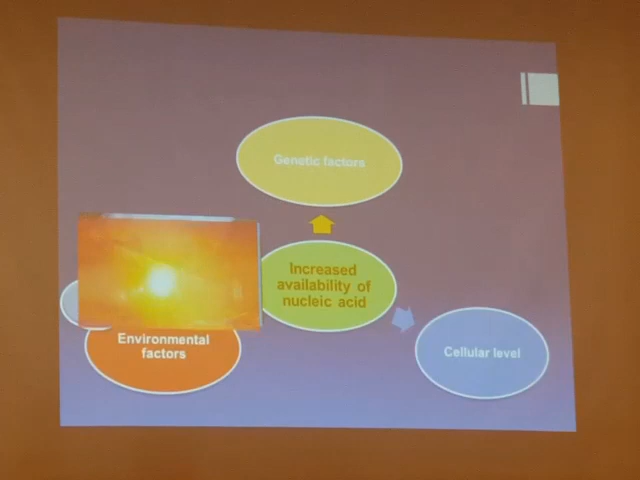 Genetic factors
Increased
availability of
nucleic acid
Environmental
factors
Cellular level